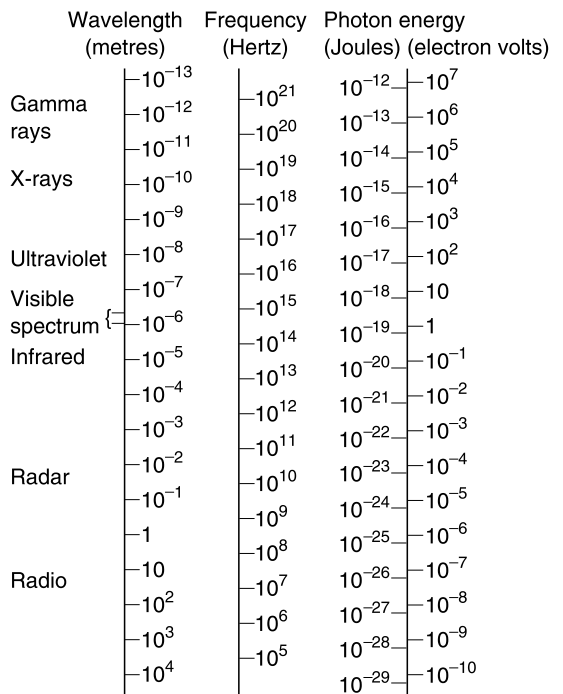 Wavelength Frequency Photon energy
(metres) (Hertz) (Joules) (electron volts)
10⁻¹³ 10⁻¹² 10⁷
Gamma 10²¹
rays 10⁻¹² 10⁻¹³ 10⁶
10²⁰
10⁻¹¹ 10⁻¹⁴ 10⁵
10¹⁹
X-rays 10⁻¹⁰ 10⁻¹⁵ 10⁴
10¹⁸
10⁻⁹ 10⁻¹⁶ 10³
10¹⁷
Ultraviolet 10⁻⁸ 10⁻¹⁷ 10²
10¹⁶
10⁻⁷ 10⁻¹⁸ 10
Visible 10¹⁵
spectrum 10⁻⁶ 10⁻¹⁹ 1
10¹⁴
Infrared 10⁻⁵ 10⁻²⁰ 10⁻¹
10¹³
10⁻⁴ 10⁻²¹ 10⁻²
10¹²
10⁻³ 10⁻²² 10⁻³
10¹¹
Radar 10⁻² 10⁻²³ 10⁻⁴
10¹⁰
10⁻¹ 10⁻²⁴ 10⁻⁵
10⁹
1 10⁻²⁵ 10⁻⁶
10⁸
Radio 10 10⁻²⁶ 10⁻⁷
10⁷
10² 10⁻²⁷ 10⁻⁸
10⁶
10³ 10⁻²⁸ 10⁻⁹
10⁵
10⁴ 10⁻²⁹ 10⁻¹⁰